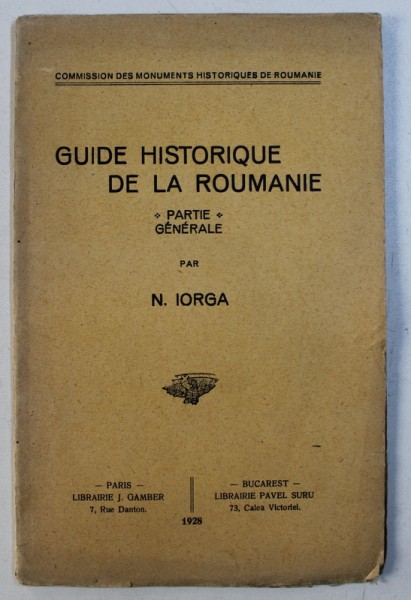 COMMISSION DES MONUMENTS HISTORIQUES DE ROUMANIE
GUIDE HISTORIQUE
DE LA ROUMANIE
PARTIE
GÉNÉRALE
PAR
N. IORGA
— PARIS —
LIBRAIRIE J. GAMBER
7, Rue Danton.
— BUCAREST —
LIBRAIRIE PAVEL SURU
73, Calea Victoriei.
1928